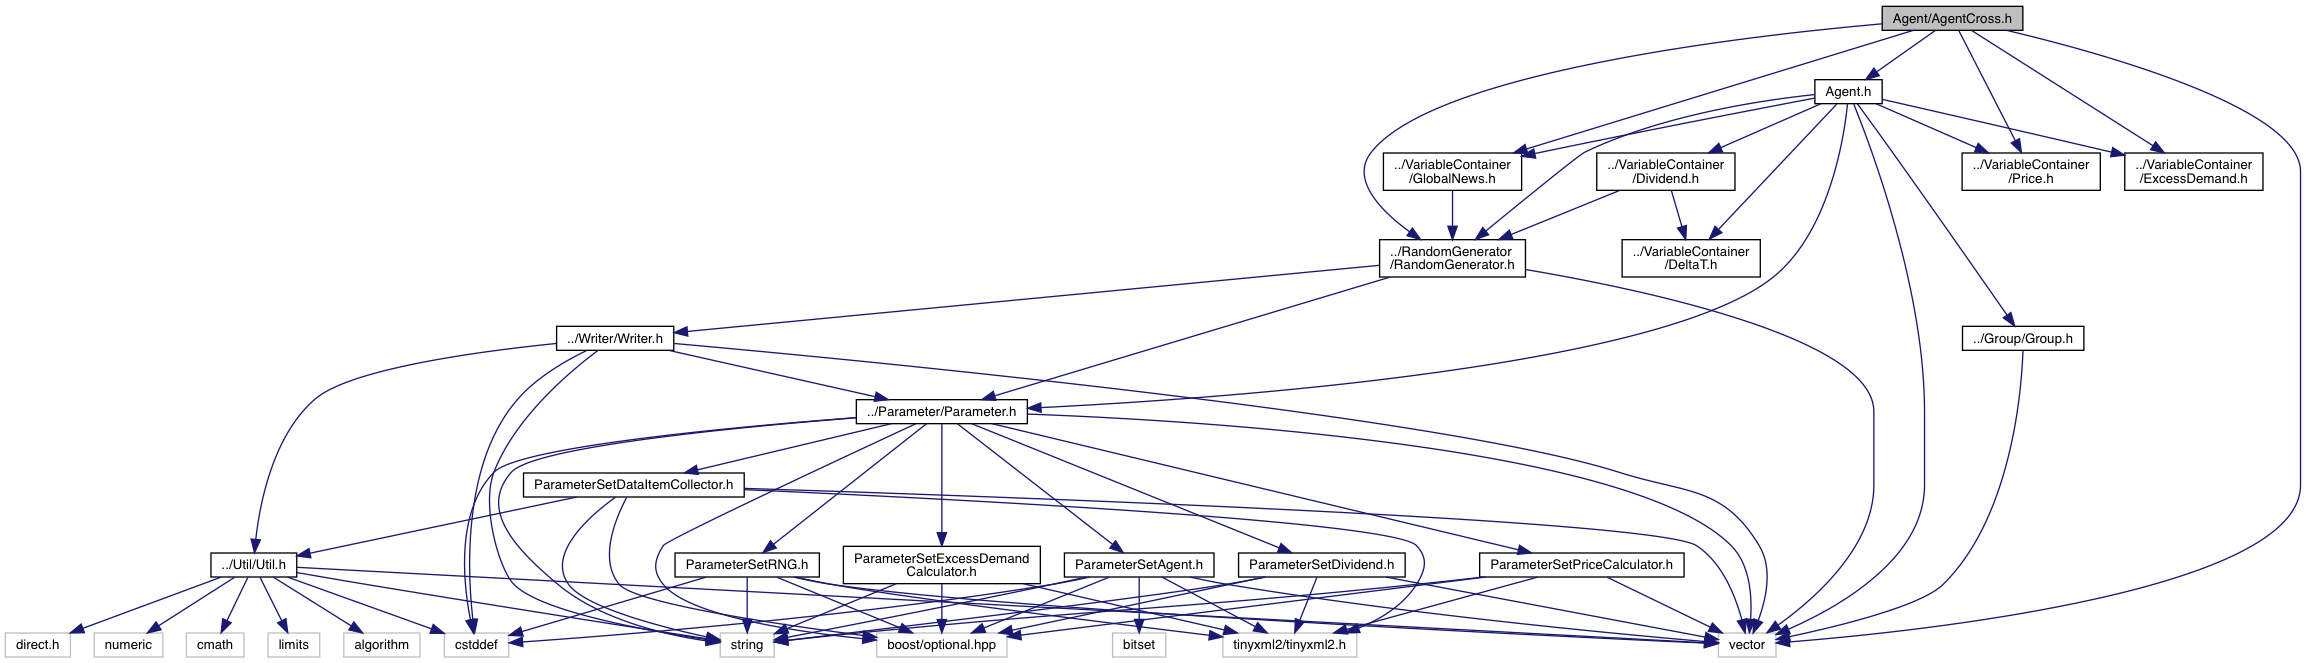 Agent/AgentCross.h
Agent.h
../VariableContainer
/GlobalNews.h
../VariableContainer
/Dividend.h
../VariableContainer
/Price.h
../VariableContainer
/ExcessDemand.h
../RandomGenerator
/RandomGenerator.h
../VariableContainer
/DeltaT.h
../Writer/Writer.h
../Group/Group.h
../Parameter/Parameter.h
ParameterSetDataItemCollector.h
../Util/Util.h
ParameterSetRNG.h
ParameterSetExcessDemand
Calculator.h
ParameterSetAgent.h
ParameterSetDividend.h
ParameterSetPriceCalculator.h
direct.h
numeric
cmath
limits
algorithm
cstddef
string
boost/optional.hpp
bitset
tinyxml2/tinyxml2.h
vector